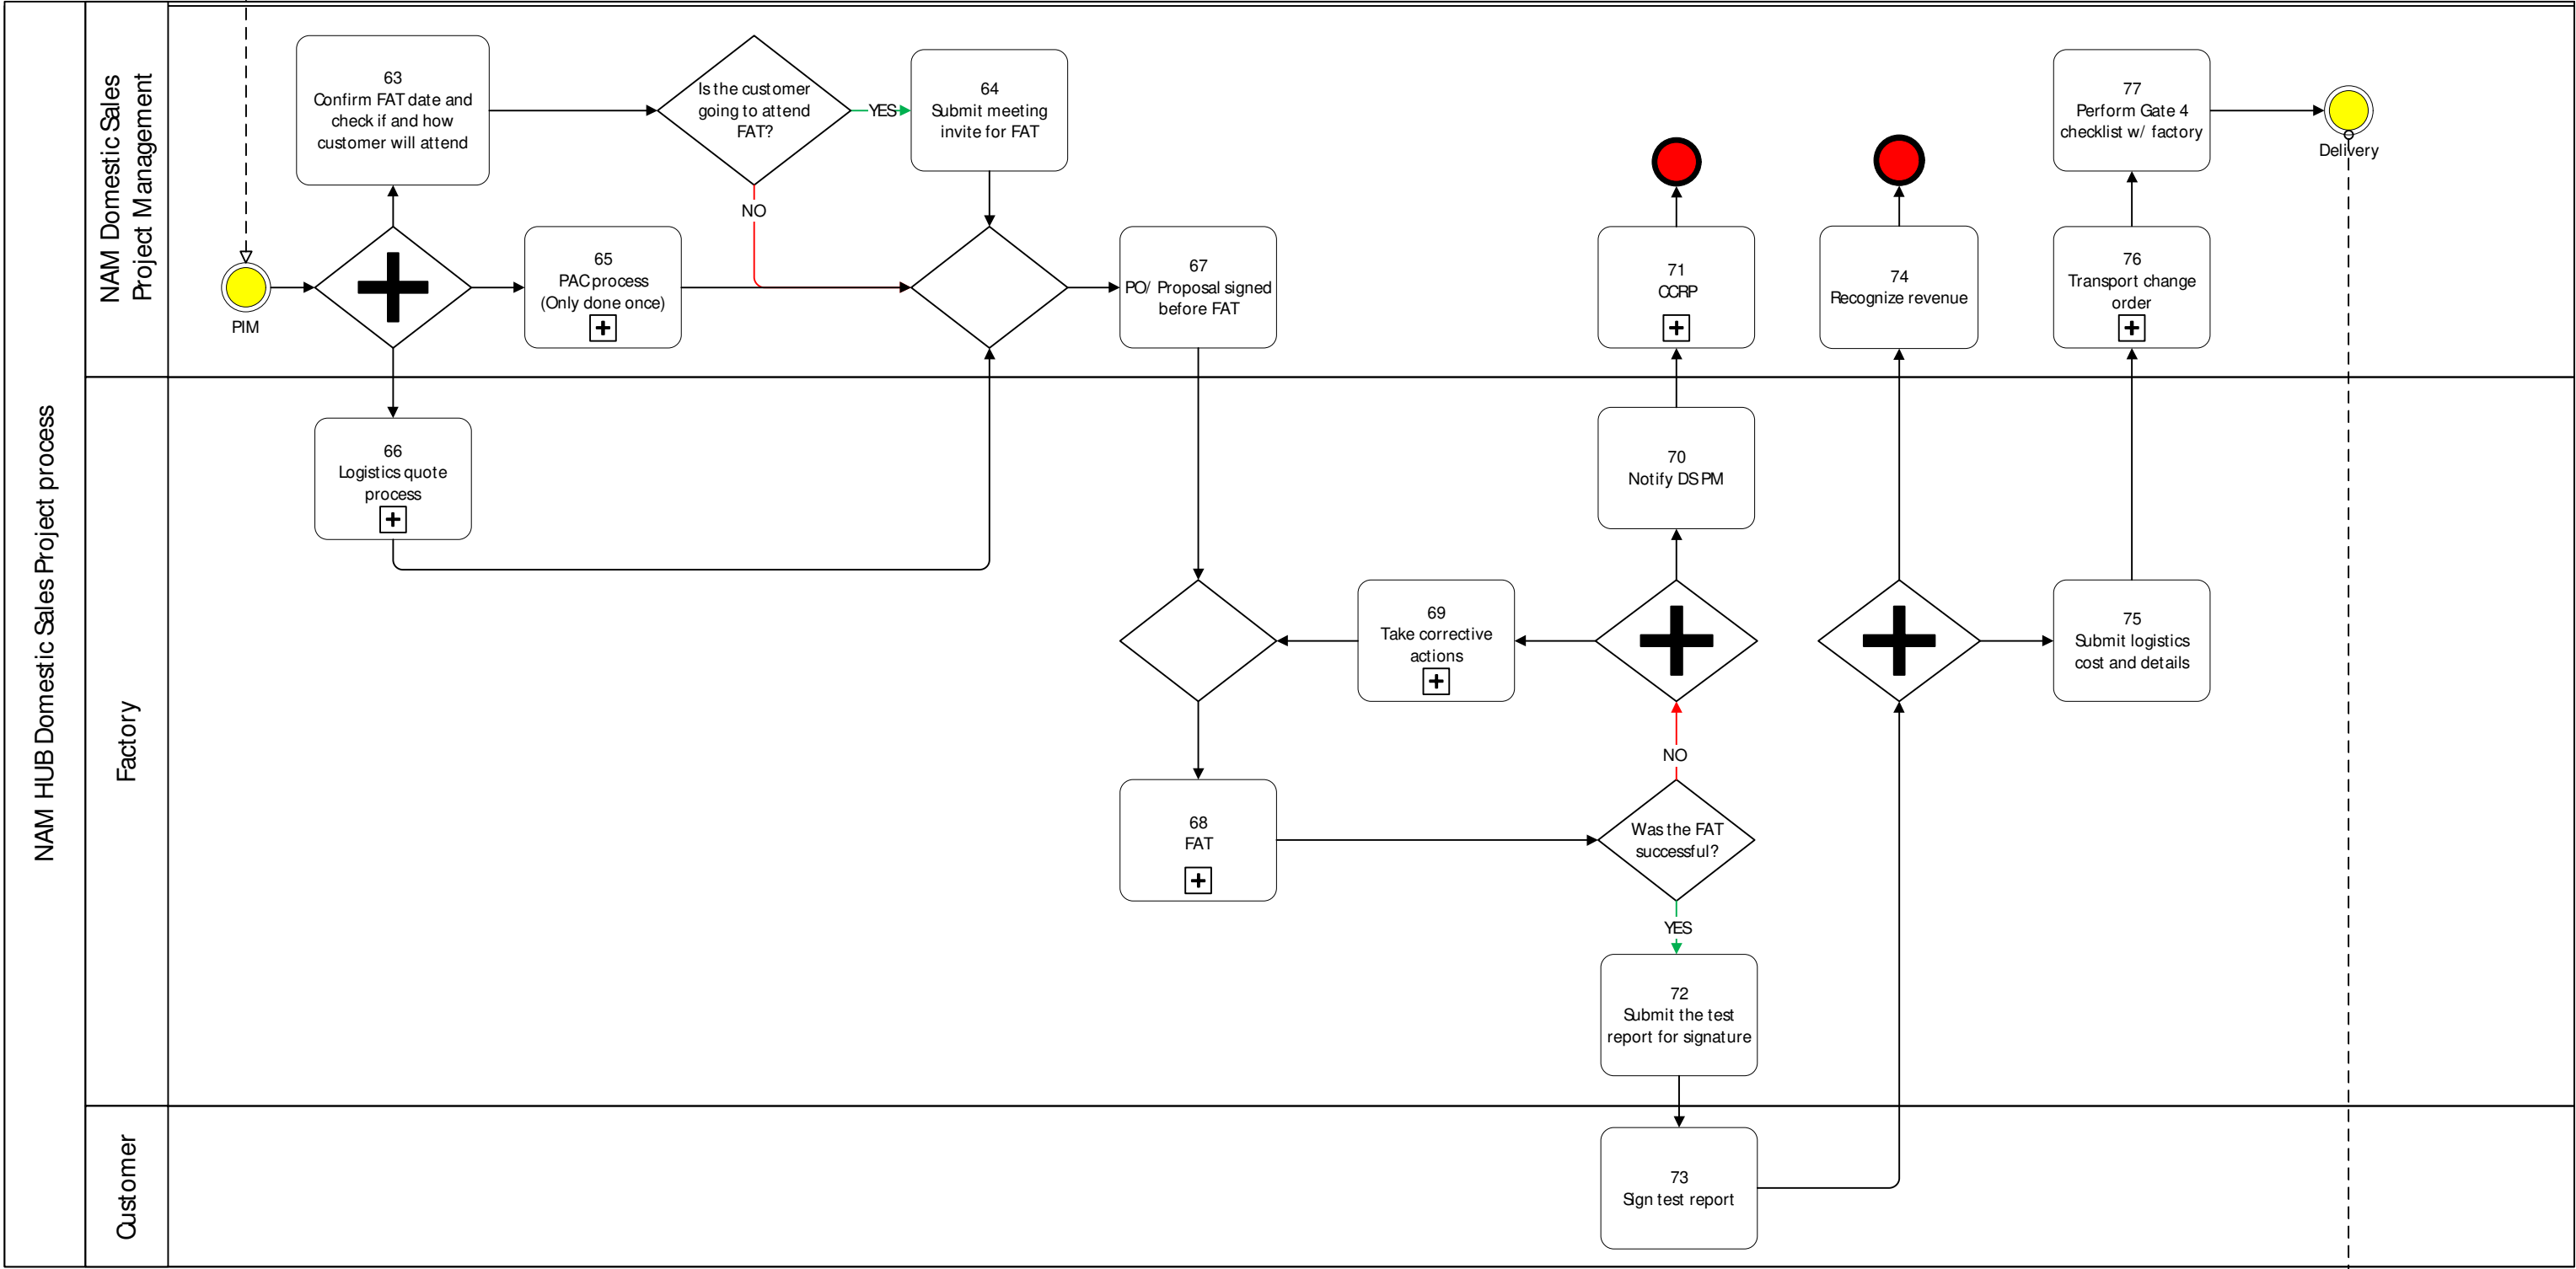 NAM HUB Domestic Sales Project process
NAM Domestic Sales
Project Management
63
Confirm FAT date and
check if and how
customer will attend
Is the customer
going to attend
FAT?
YES
64
Submit meeting
invite for FAT
NO
PIM
65
PAC process
(Only done once)
67
PO/ Proposal signed
before FAT
71
CCRP
74
Recognize revenue
76
Transport change
order
77
Perform Gate 4
checklist w/ factory
Delivery
Factory
66
Logistics quote
process
70
Notify DSPM
69
Take corrective
actions
75
Submit logistics
cost and details
NO
68
FAT
Was the FAT
successful?
YES
72
Submit the test
report for signature
Customer
73
Sign test report